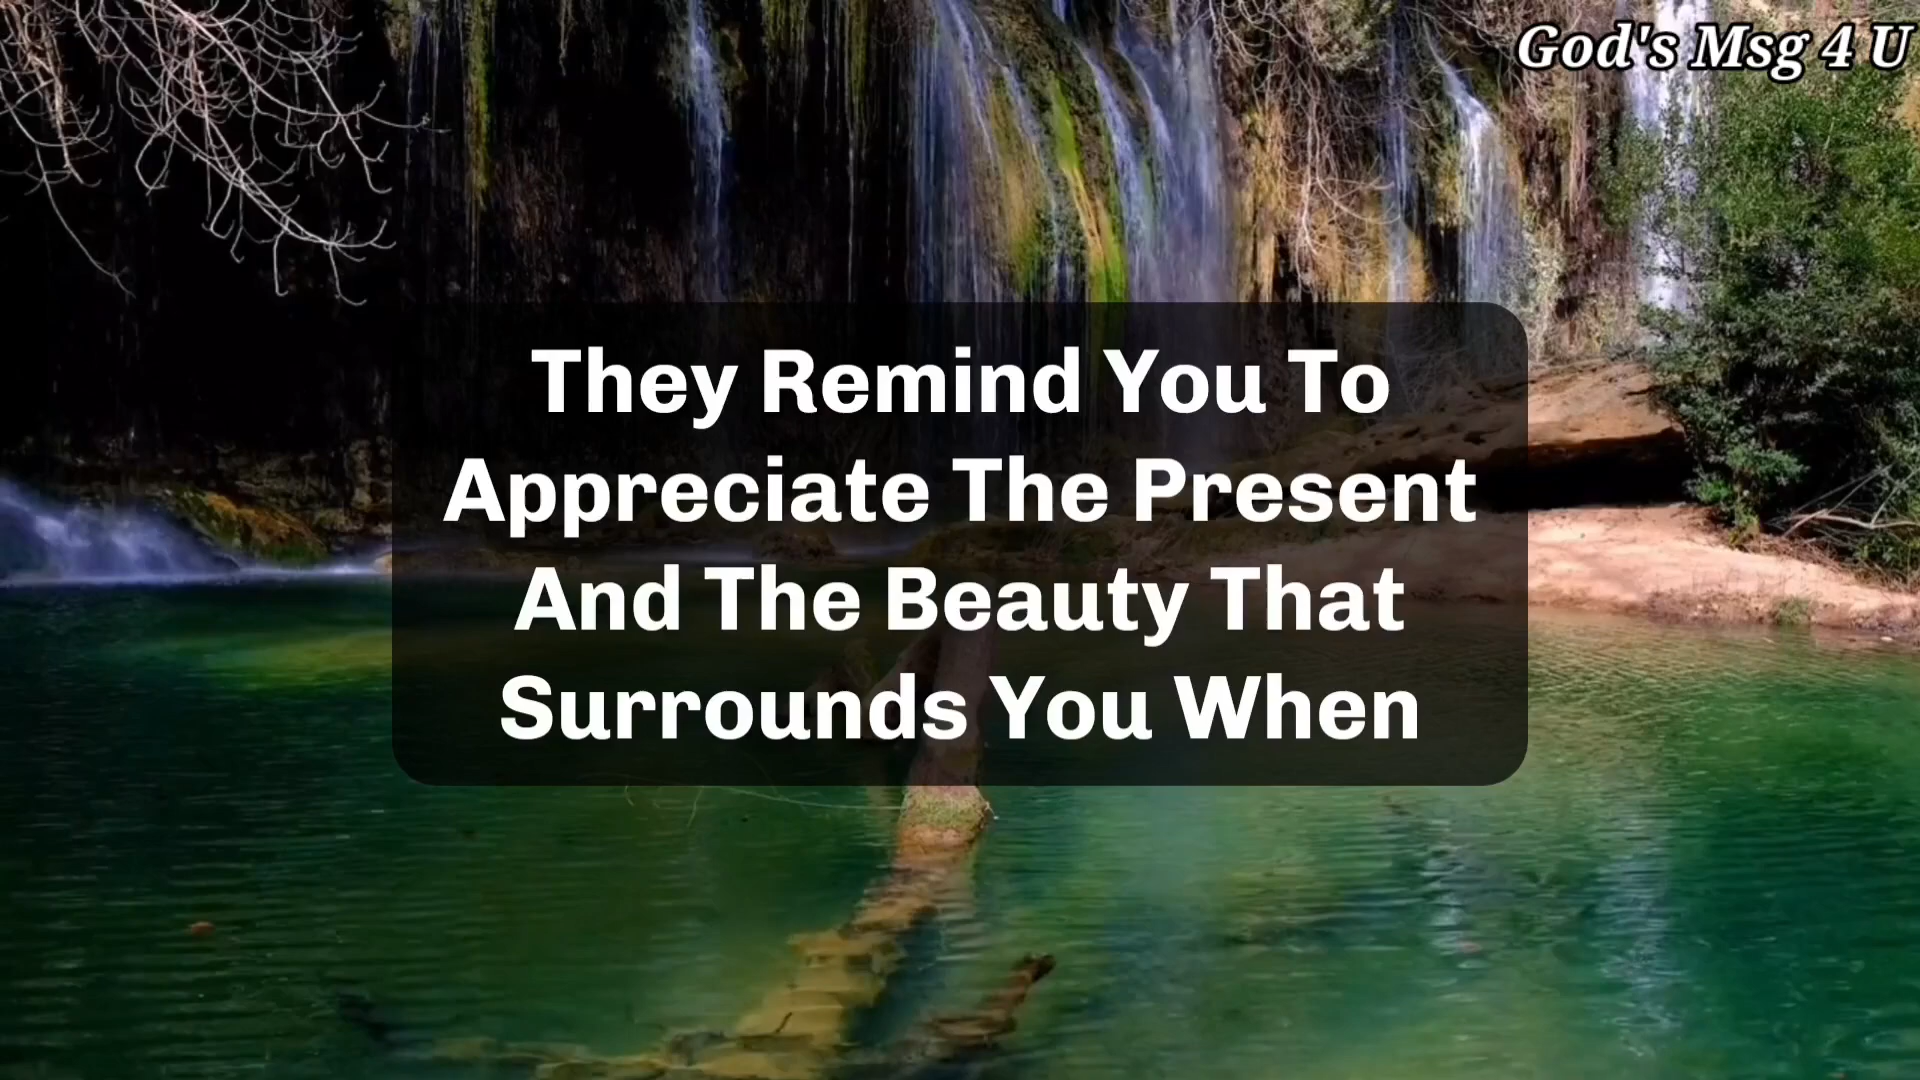 God's Msg 4 U
They Remind You To
Appreciate The Present
And The Beauty That
Surrounds You When